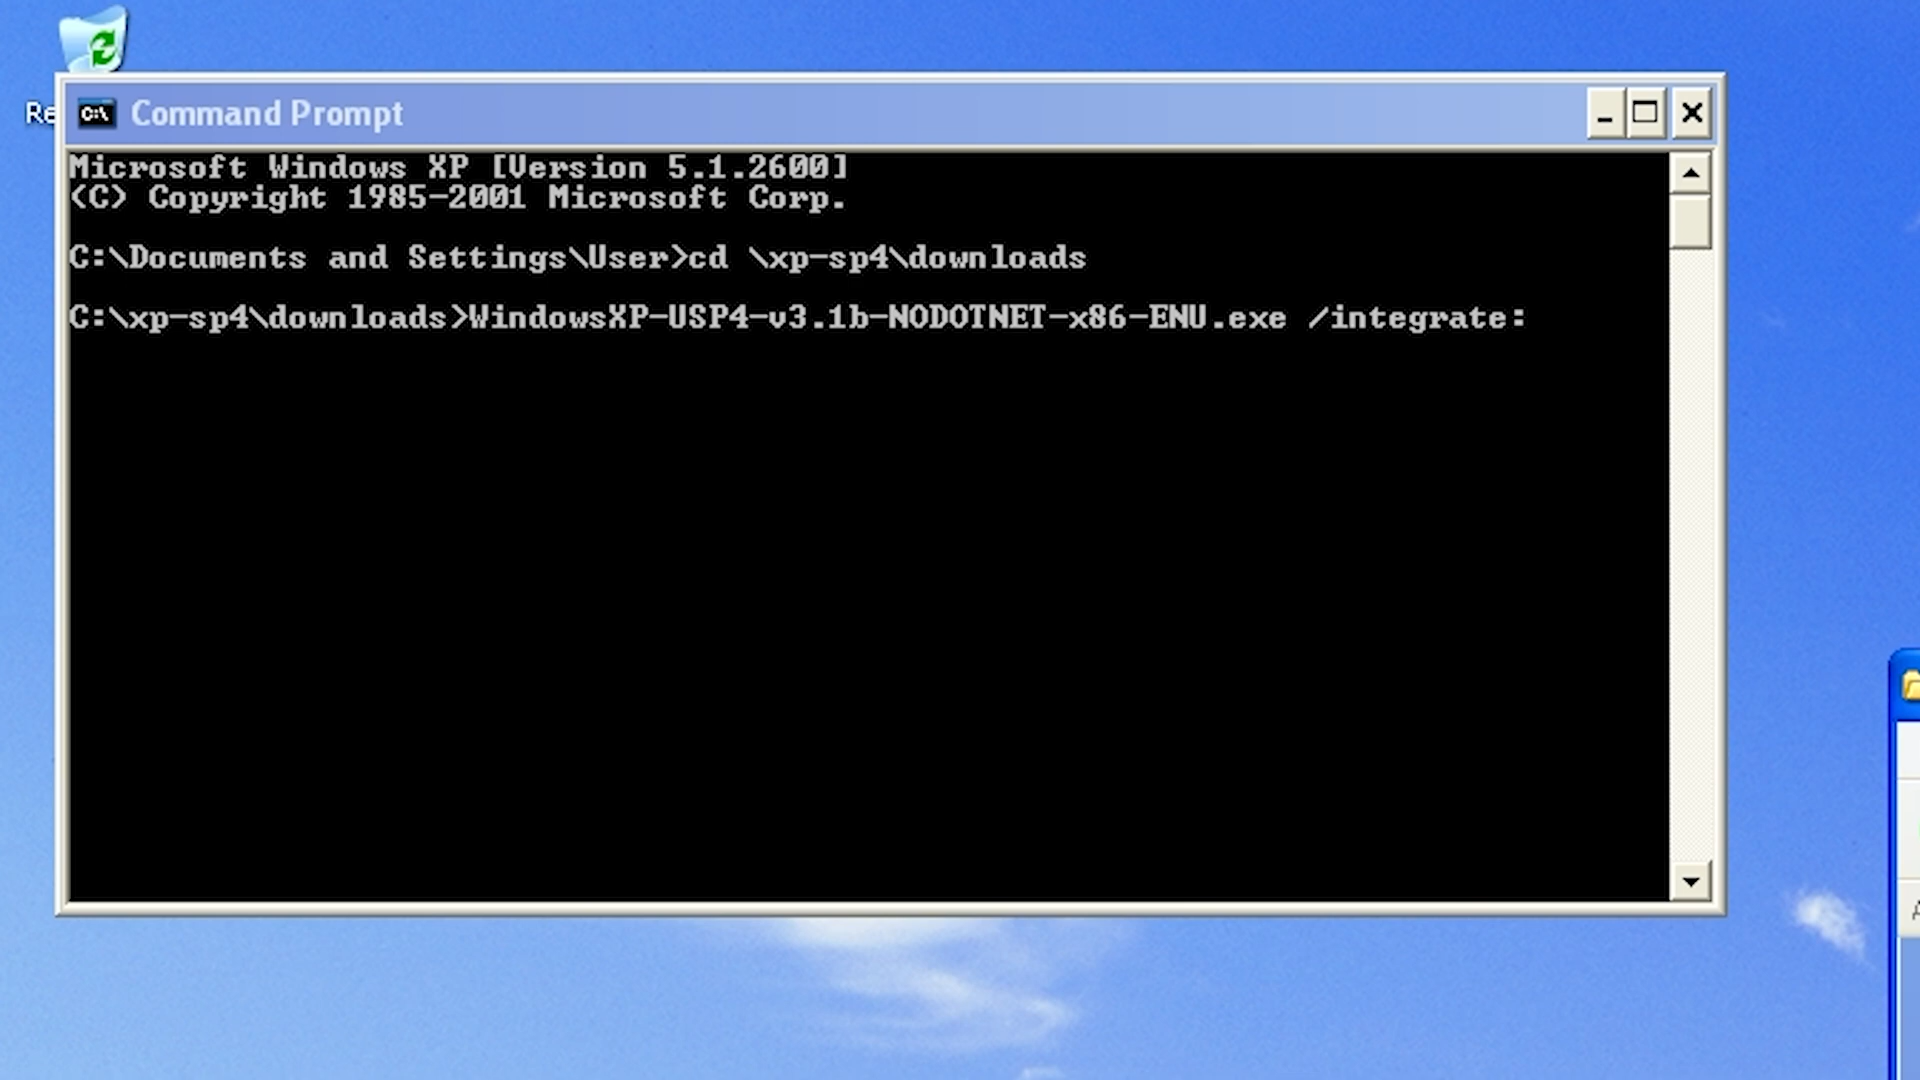 Re
Command Prompt
Microsoft Windows XP [Version 5.1.2600]
(C) Copyright 1985-2001 Microsoft Corp.
C:\Documents and Settings\User>cd \xp-sp4\downloads
C:\xp-sp4\downloads>WindowsXP-USP4-v3.1b-NODOTNET-x86-ENU.exe /integrate: